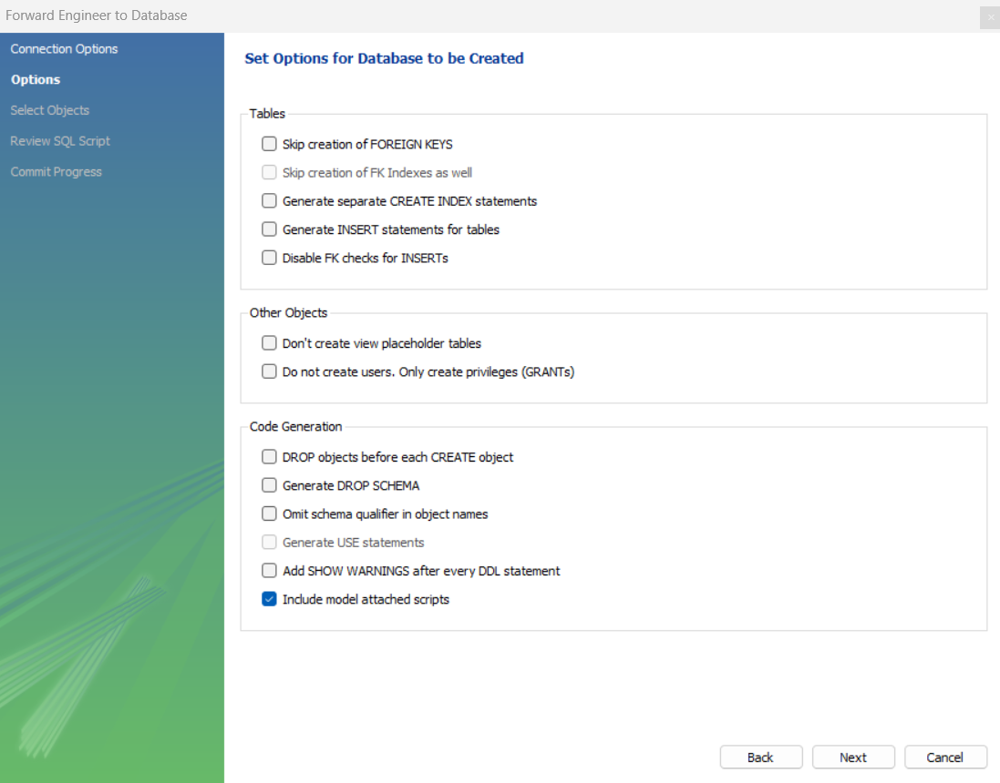 Forward Engineer to Database
Connection Options
Options
Select Objects
Review SQL Script
Commit Progress
Set Options for Database to be Created
Tables
Skip creation of FOREIGN KEYS
Skip creation of FK Indexes as well
Generate separate CREATE INDEX statements
Generate INSERT statements for tables
Disable FK checks for INSERTs
Other Objects
Don't create view placeholder tables
Do not create users. Only create privileges (GRANTs)
Code Generation
DROP objects before each CREATE object
Generate DROP SCHEMA
Omit schema qualifier in object names
Generate USE statements
Add SHOW WARNINGS after every DDL statement
Include model attached scripts
Back Next Cancel